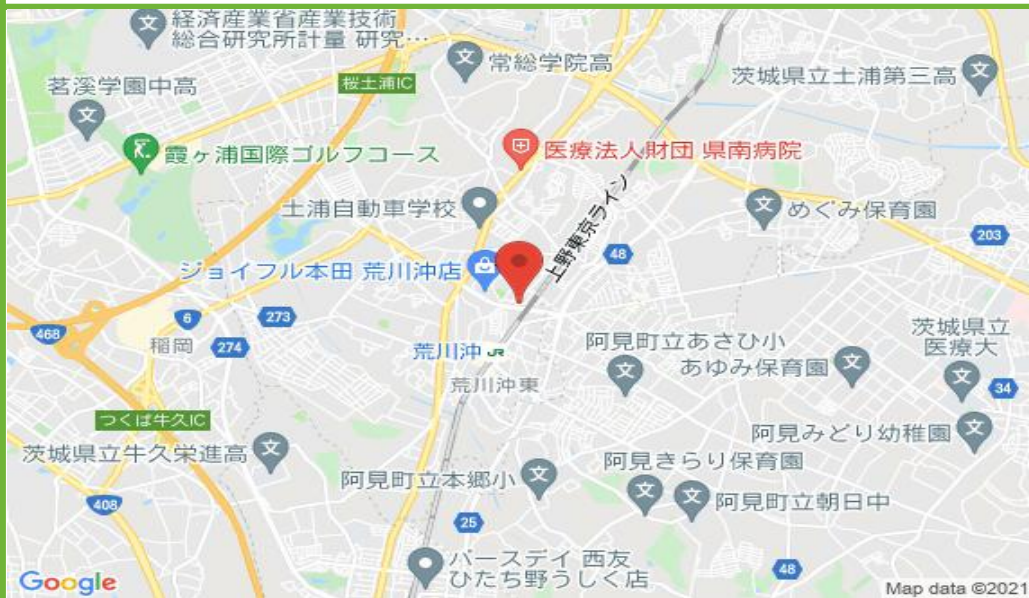 経済産業省産業技術
総合研究所計量 研究…
常総学院高
茨城県立土浦第三高
茗溪学園中高
桜土浦IC
霞ヶ浦国際ゴルフコース
医療法人財団 県南病院
土浦自動車学校
めぐみ保育園
上野東京ライン
203
48
ジョイフル本田 荒川沖店
6
273
468
稲岡
274
荒川沖 JR
荒川沖東
阿見町立あさひ小
あゆみ保育園
茨城県立
医療大
34
つくば牛久IC
茨城県立牛久栄進高
阿見みどり幼稚園
阿見町立本郷小
阿見きらり保育園
阿見町立朝日中
408
25
バースデイ 西友
ひたち野うしく店
48
Google
Map data ©2021